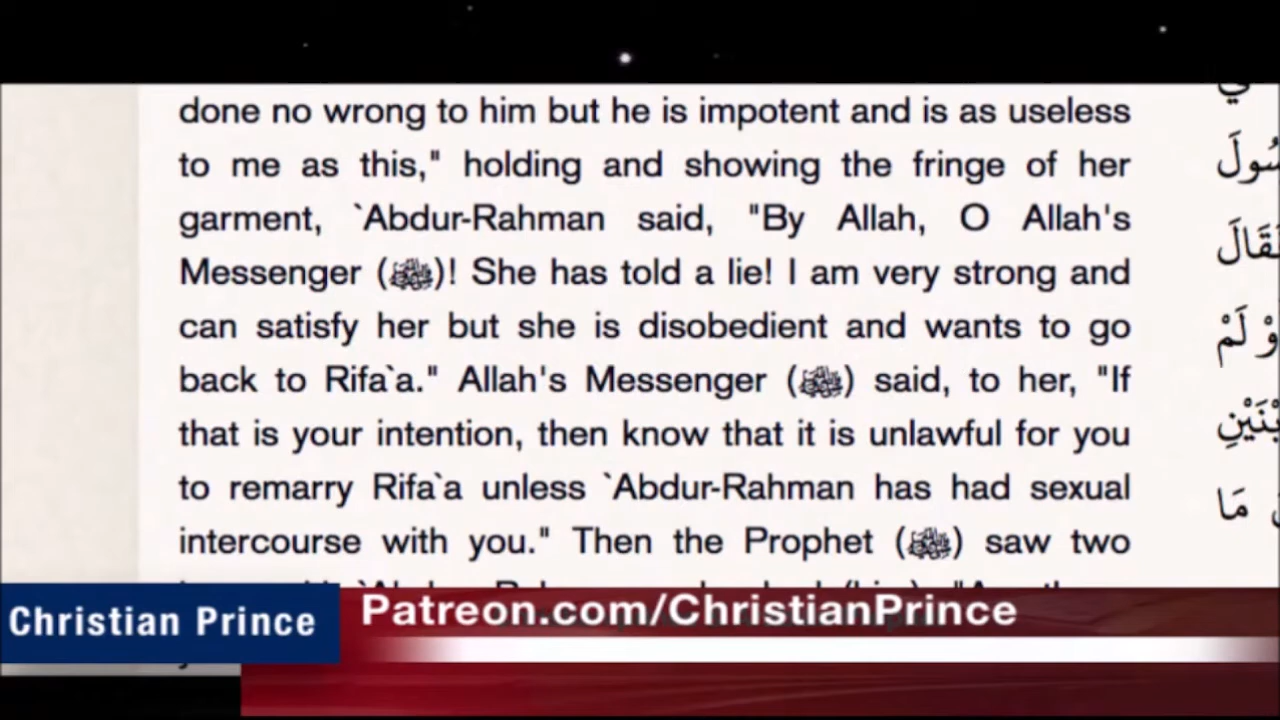 done no wrong to him but he is impotent and is as useless
to me as this," holding and showing the fringe of her
garment, `Abdur-Rahman said, "By Allah, O Allah's
Messenger (ﷺ)! She has told a lie! I am very strong and
can satisfy her but she is disobedient and wants to go
back to Rifa`a." Allah's Messenger (ﷺ) said, to her, "If
that is your intention, then know that it is unlawful for you
to remarry Rifa`a unless `Abdur-Rahman has had sexual
intercourse with you." Then the Prophet (ﷺ) saw two
مَا
Christian Prince
Patreon.com/ChristianPrince